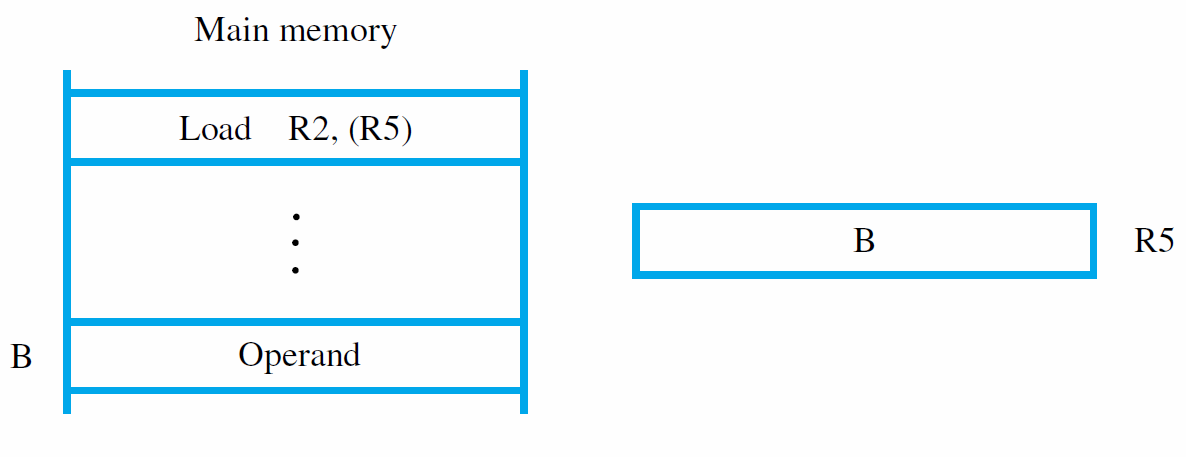 Main memory
Load R2, (R5)
B R5
B Operand